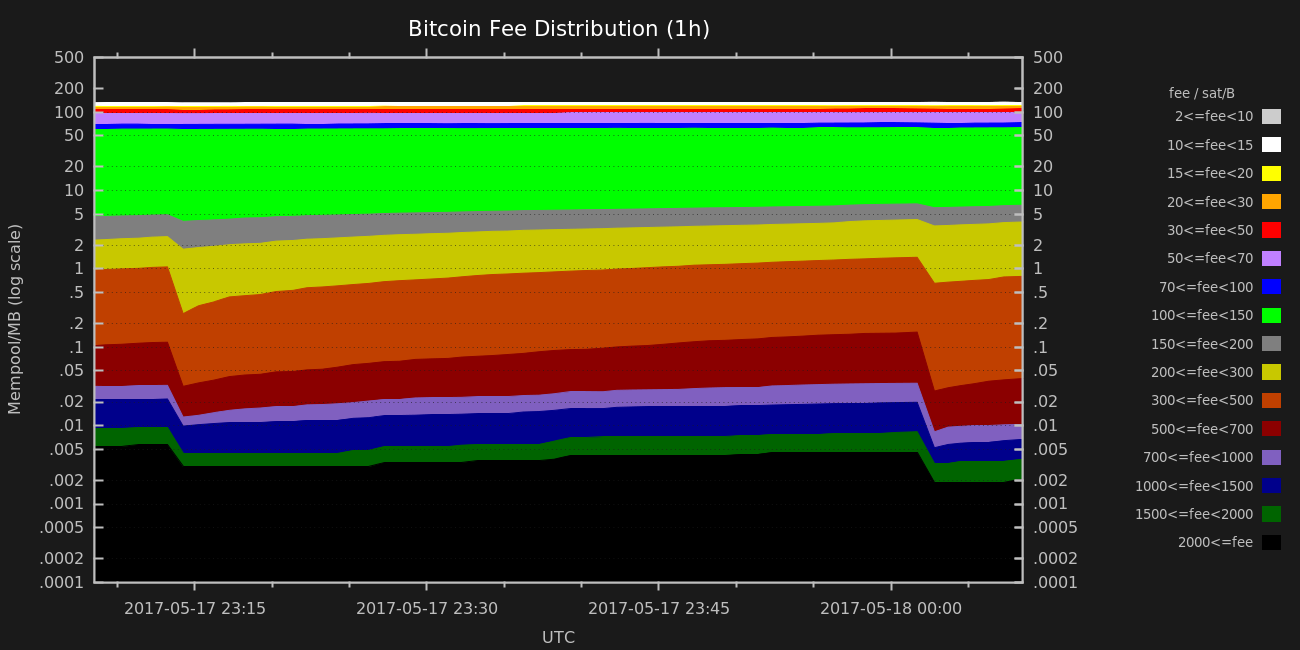 Bitcoin Fee Distribution (1h)
500 500
200 200
100 100
50 50
20 20
10 10
5 5
2 2
1 1
.5 .5
.2 .2
.1 .1
.05 .05
.02 .02
.01 .01
.005 .005
.002 .002
.001 .001
.0005 .0005
.0002 .0002
.0001 .0001
Mempool/MB (log scale)
2017-05-17 23:15 2017-05-17 23:30 2017-05-17 23:45 2017-05-18 00:00
UTC
fee / sat/B
2<=fee<10
10<=fee<15
15<=fee<20
20<=fee<30
30<=fee<50
50<=fee<70
70<=fee<100
100<=fee<150
150<=fee<200
200<=fee<300
300<=fee<500
500<=fee<700
700<=fee<1000
1000<=fee<1500
1500<=fee<2000
2000<=fee